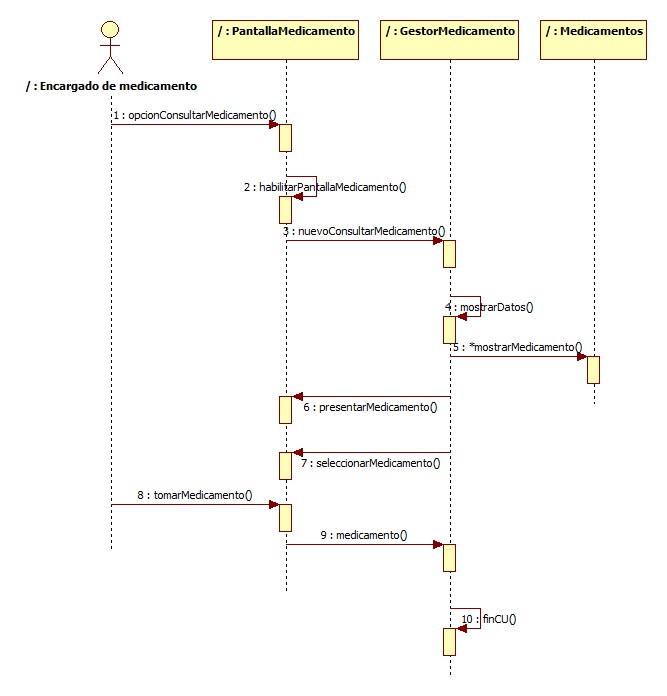 / : PantallaMedicamento
/ : GestorMedicamento
/ : Medicamentos
/ : Encargado de medicamento
1 : opcionConsultarMedicamento()
2 : habilitarPantallaMedicamento()
3 : nuevoConsultarMedicamento()
4 : mostrarDatos()
5 : *mostrarMedicamento()
6 : presentarMedicamento()
7 : seleccionarMedicamento()
8 : tomarMedicamento()
9 : medicamento()
10 : finCU()